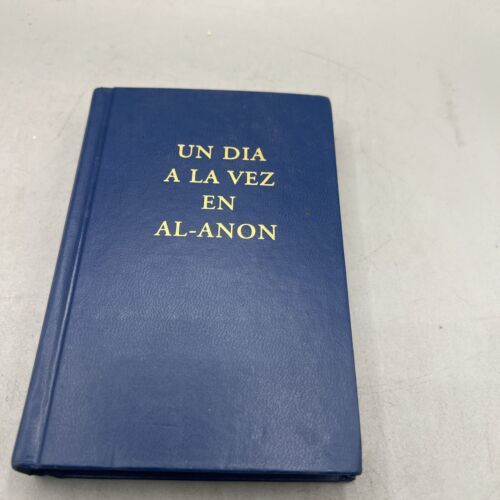 UN DIA
A LA VEZ
EN
AL-ANON